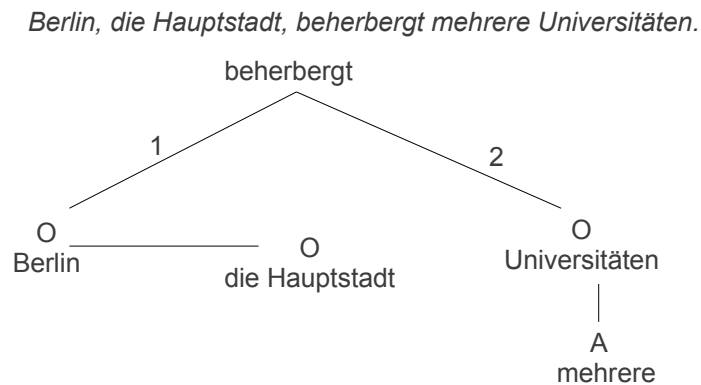 Berlin, die Hauptstadt, beherbergt mehrere Universitäten.
beherbergt
1
2
O
Berlin
O
die Hauptstadt
O
Universitäten
A
mehrere